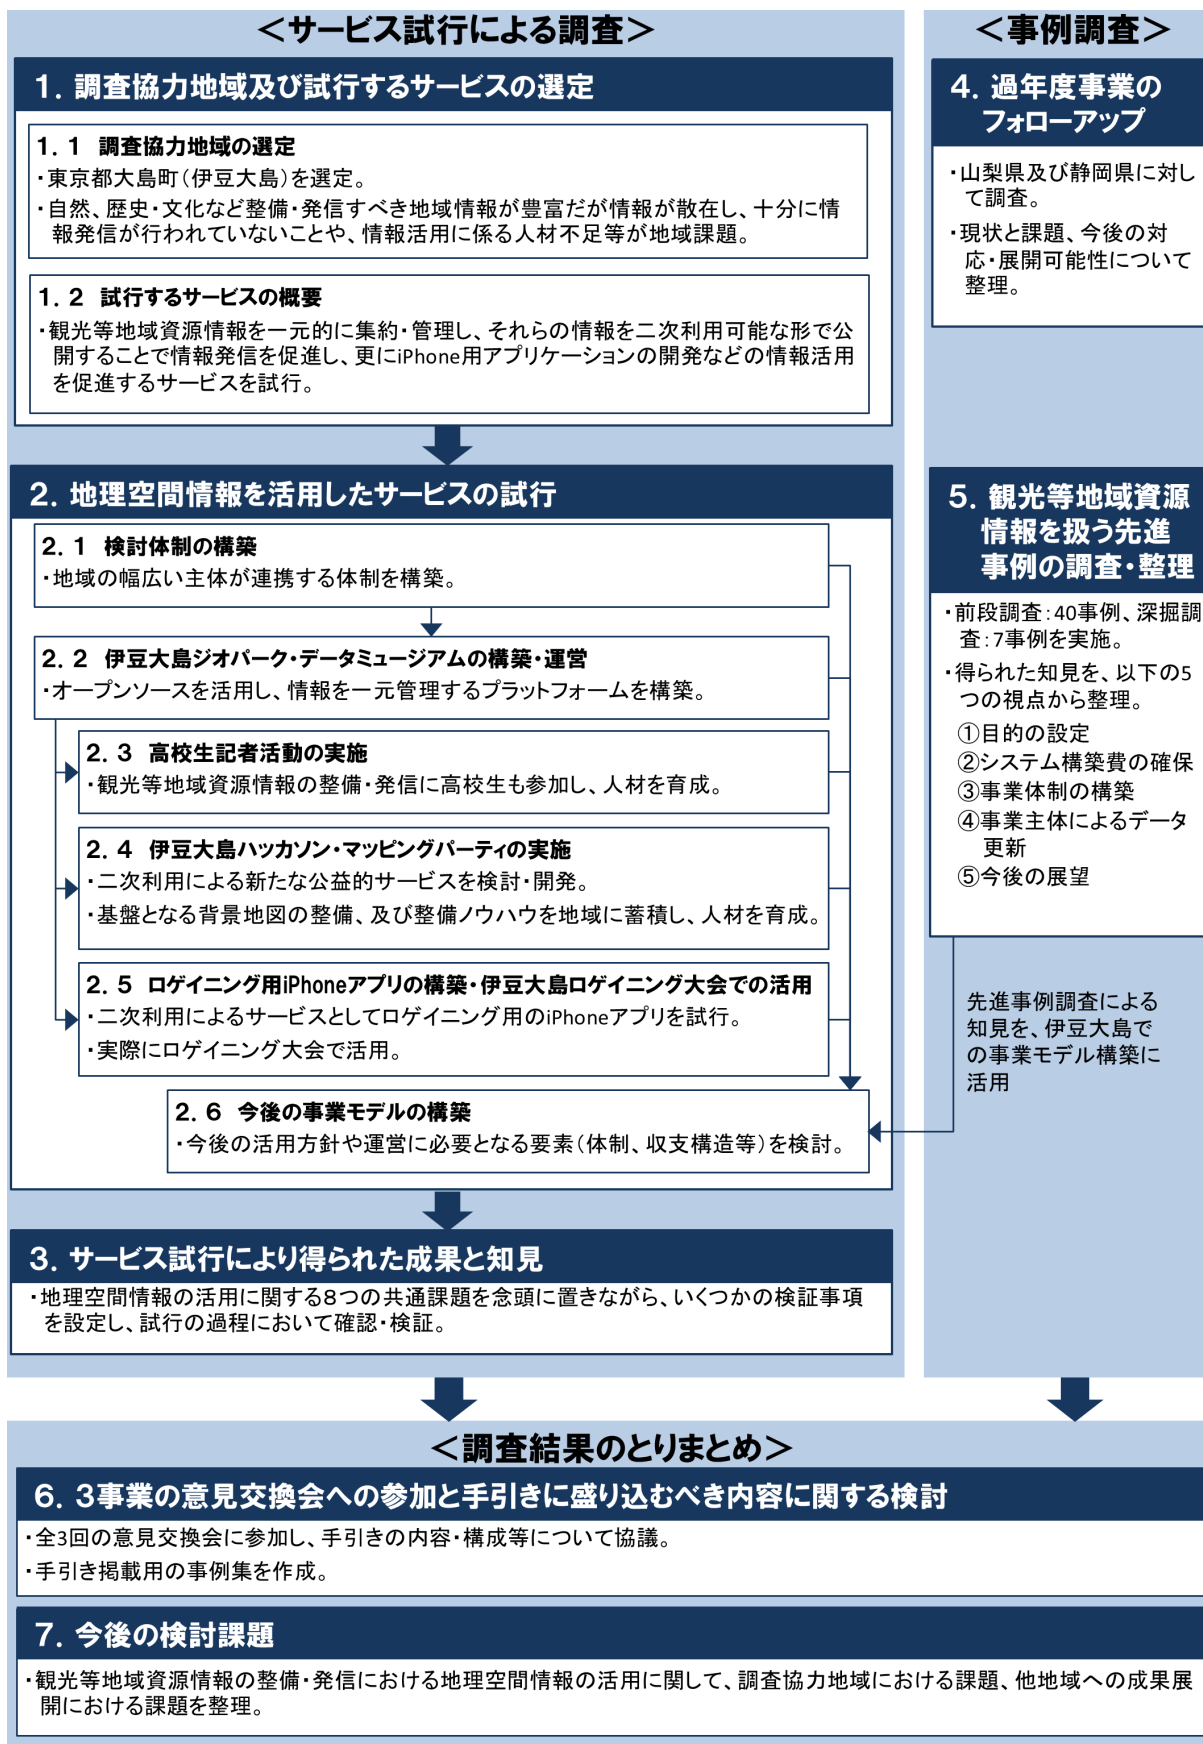 ＜サービス試行による調査＞
1. 調査協力地域及び試行するサービスの選定
1. 1 調査協力地域の選定
・東京都大島町（伊豆大島）を選定。
・自然、歴史・文化など整備・発信すべき地域情報が豊富だが情報が散在し、十分に情
報発信が行われていないことや、情報活用に係る人材不足等が地域課題。
1. 2 試行するサービスの概要
・観光等地域資源情報を一元的に集約・管理し、それらの情報を二次利用可能な形で公
開することで情報発信を促進し、更にiPhone用アプリケーションの開発などの情報活用
を促進するサービスを試行。
2. 地理空間情報を活用したサービスの試行
2. 1 検討体制の構築
・地域の幅広い主体が連携する体制を構築。
2. 2 伊豆大島ジオパーク・データミュージアムの構築・運営
・オープンソースを活用し、情報を一元管理するプラットフォームを構築。
2. 3 高校生記者活動の実施
・観光等地域資源情報の整備・発信に高校生も参加し、人材を育成。
2. 4 伊豆大島ハッカソン・マッピングパーティの実施
・二次利用による新たな公益的サービスを検討・開発。
・基盤となる背景地図の整備、及び整備ノウハウを地域に蓄積し、人材を育成。
2. 5 ロゲイニング用iPhoneアプリの構築・伊豆大島ロゲイニング大会での活用
・二次利用によるサービスとしてロゲイニング用のiPhoneアプリを試行。
・実際にロゲイニング大会で活用。
2. 6 今後の事業モデルの構築
・今後の活用方針や運営に必要となる要素（体制、収支構造等）を検討。
3. サービス試行により得られた成果と知見
・地理空間情報の活用に関する８つの共通課題を念頭に置きながら、いくつかの検証事項
を設定し、試行の過程において確認・検証。
＜事例調査＞
4. 過年度事業の
フォローアップ
・山梨県及び静岡県に対し
て調査。
・現状と課題、今後の対
応・展開可能性について
整理。
5. 観光等地域資源
情報を扱う先進
事例の調査・整理
・前段調査：40事例、深掘調
査：7事例を実施。
・得られた知見を、以下の5
つの視点から整理。
①目的の設定
②システム構築費の確保
③事業体制の構築
④事業主体によるデータ
更新
⑤今後の展望
先進事例調査による
知見を、伊豆大島で
の事業モデル構築に
活用
＜調査結果のとりまとめ＞
6. 3事業の意見交換会への参加と手引きに盛り込むべき内容に関する検討
・全3回の意見交換会に参加し、手引きの内容・構成等について協議。
・手引き掲載用の事例集を作成。
7. 今後の検討課題
・観光等地域資源情報の整備・発信における地理空間情報の活用に関して、調査協力地域における課題、他地域への成果展
開における課題を整理。